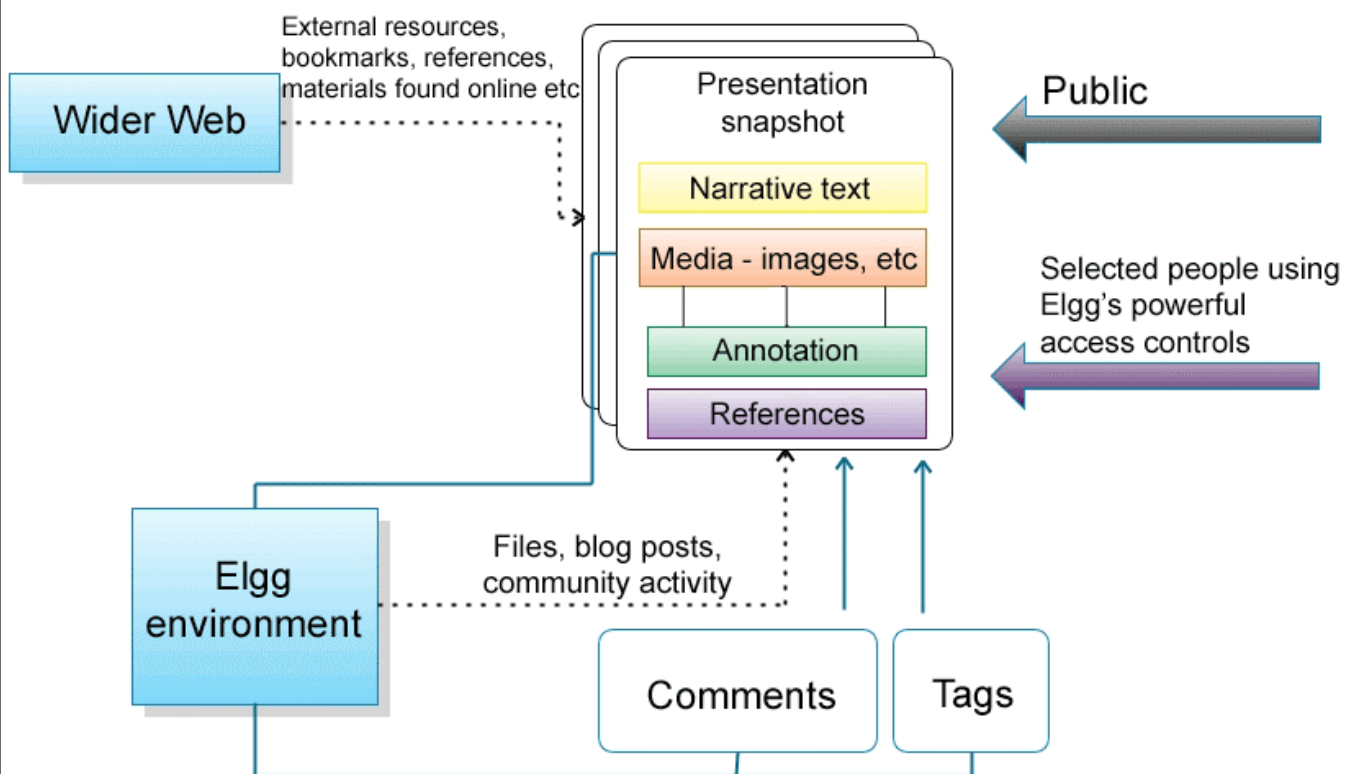 External resources,
bookmarks, references,
materials found online etc
Wider Web
Presentation
snapshot
Narrative text
Media - images, etc
Annotation
References
Public
Selected people using
Elgg’s powerful
access controls
Elgg
environment
Files, blog posts,
community activity
Comments
Tags